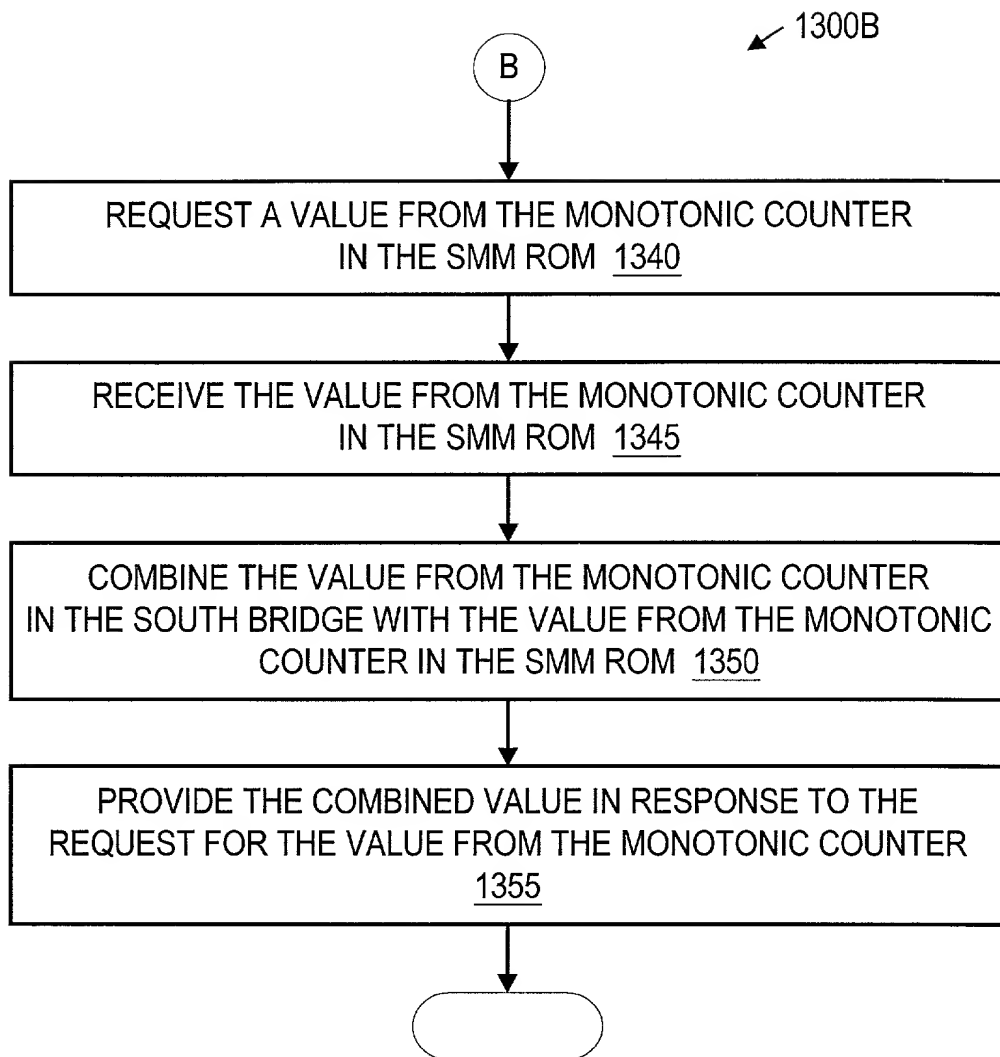 1300B
B
REQUEST A VALUE FROM THE MONOTONIC COUNTER
IN THE SMM ROM 1340
RECEIVE THE VALUE FROM THE MONOTONIC COUNTER
IN THE SMM ROM 1345
COMBINE THE VALUE FROM THE MONOTONIC COUNTER
IN THE SOUTH BRIDGE WITH THE VALUE FROM THE MONOTONIC
COUNTER IN THE SMM ROM 1350
PROVIDE THE COMBINED VALUE IN RESPONSE TO THE
REQUEST FOR THE VALUE FROM THE MONOTONIC COUNTER
1355